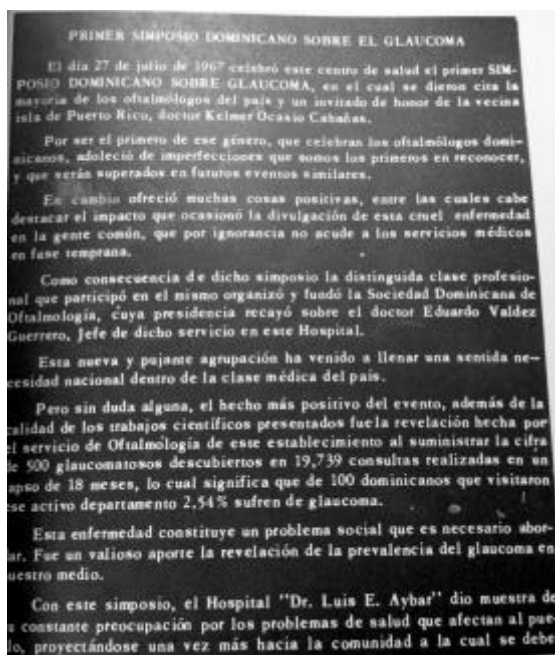 PRIMER SIMPOSIO DOMINICANO SOBRE EL GLAUCOMA
El día 27 de julio de 1967 celebró este centro de salud el primer SIM-
POSIO DOMINICANO SOBRE GLAUCOMA, en el cual se dieron cita la
mayoría de los oftalmólogos del país y un invitado de honor de la vecina
isla de Puerto Rico, doctor Kelmer Ocasio Cabañas.
Por ser el primero de ese género, que celebran los oftalmólogos domi-
nicanos, adoleció de imperfecciones que somos los primeros en reconocer,
y que serán superados en futuros eventos similares.
En cambio ofreció muchas cosas positivas, entre las cuales cabe
destacar el impacto que ocasionó la divulgación de esta cruel enfermedad
en la gente común, que por ignorancia no acude a los servicios médicos
en fase temprana.
Como consecuencia de dicho simposio la distinguida clase profesio-
nal que participó en el mismo organizó y fundó la Sociedad Dominicana de
Oftalmología, cuya presidencia recayó sobre el doctor Eduardo Valdez
Guerrero, Jefe de dicho servicio en este Hospital.
Esta nueva y pujante agrupación ha venido a llenar una sentida ne-
cesidad nacional dentro de la clase médica del país.
Pero sin duda alguna, el hecho más positivo del evento, además de la
calidad de los trabajos científicos presentados fue la revelación hecha por
el servicio de Oftalmología de este establecimiento al suministrar la cifra
de 500 glaucomatosos descubiertos en 19,739 consultas realizadas en un
lapso de 18 meses, lo cual significa que de 100 dominicanos que visitaron
ese activo departamento 2,54% sufren de glaucoma.
Esta enfermedad constituye un problema social que es necesario abor-
dar. Fue un valioso aporte la revelación de la prevalencia del glaucoma en
nuestro medio.
Con este simposio, el Hospital "Dr. Luis E. Aybar" dio muestra de
constante preocupación por los problemas de salud que afectan al pue-
blo, proyectándose una vez más hacia la comunidad a la cual se debe